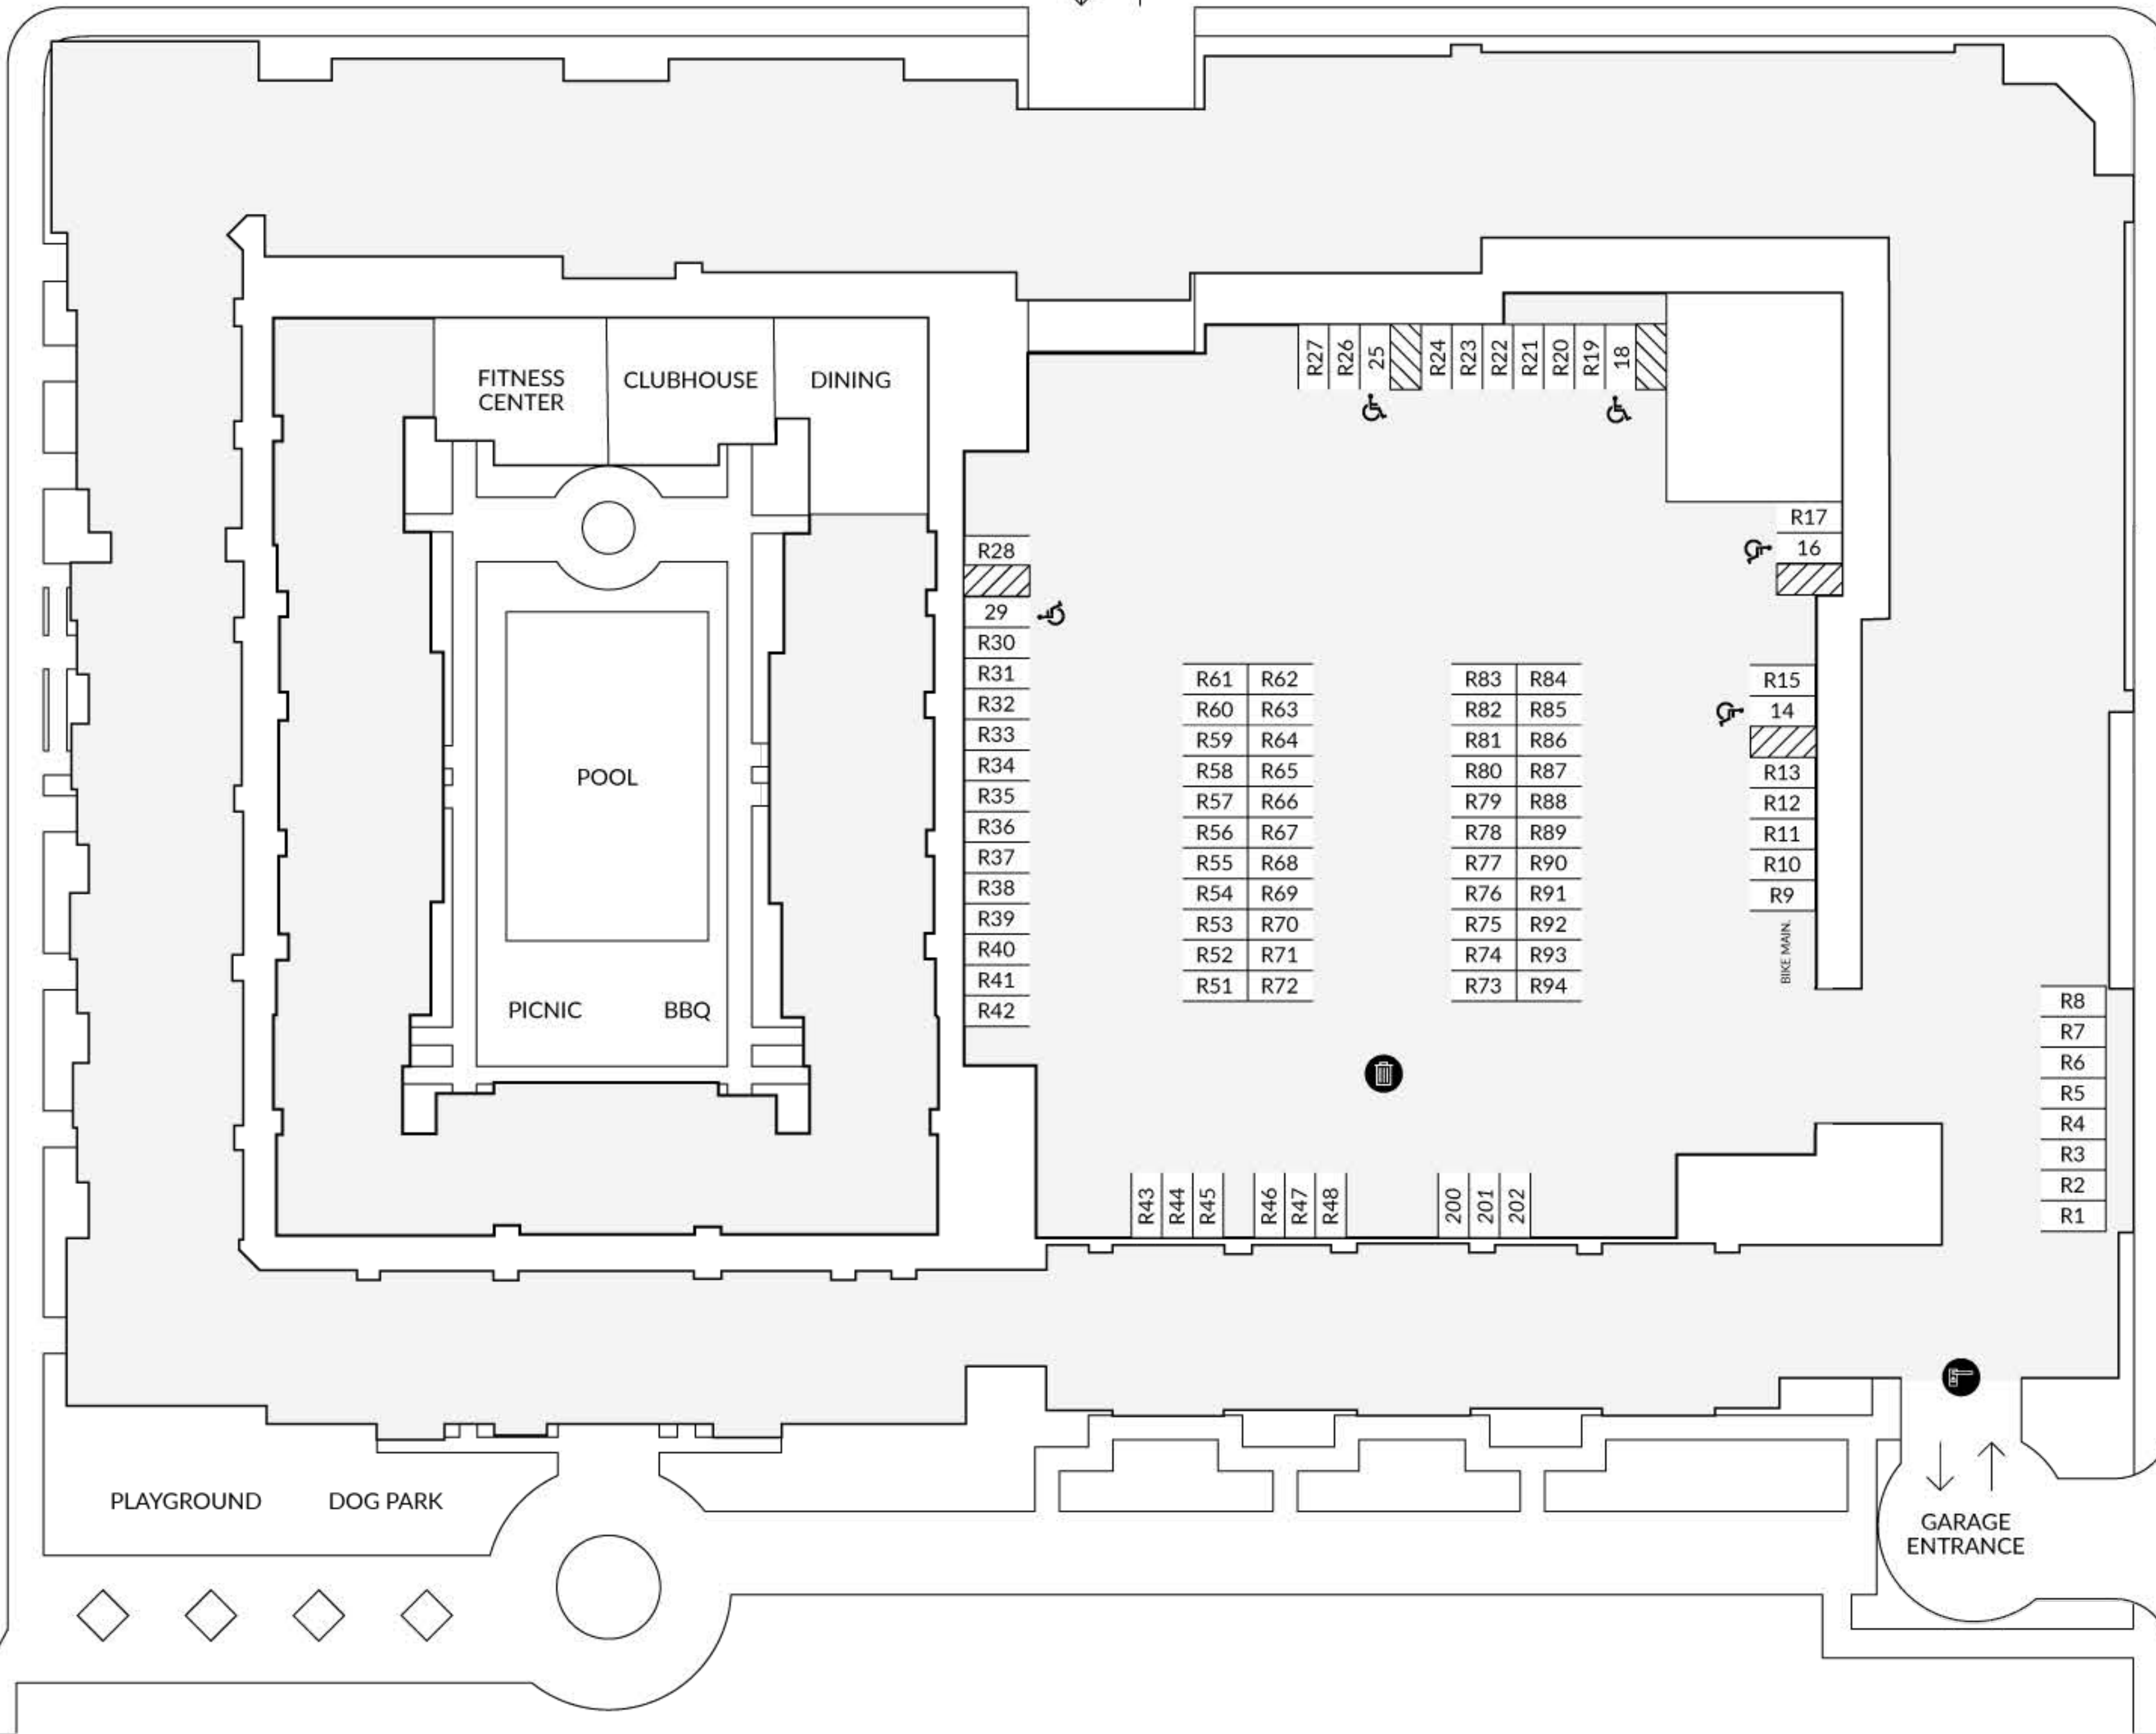 FITNESS
CENTER
CLUBHOUSE
DINING
R27
R26
25
R24
R23
R22
R21
R20
R19
18
R17
16
R28
29
R30
R31
R32
R33
R34
R35
R36
R37
R38
R39
R40
R41
R42
R61 R62
R60 R63
R59 R64
R58 R65
R57 R66
R56 R67
R55 R68
R54 R69
R53 R70
R52 R71
R51 R72
R83 R84
R82 R85
R81 R86
R80 R87
R79 R88
R78 R89
R77 R90
R76 R91
R75 R92
R74 R93
R73 R94
R15
14
R13
R12
R11
R10
R9
BIKE MAIN.
POOL
PICNIC
BBQ
R8
R7
R6
R5
R4
R3
R2
R1
R43
R44
R45
R46
R47
R48
200
201
202
PLAYGROUND
DOG PARK
GARAGE
ENTRANCE